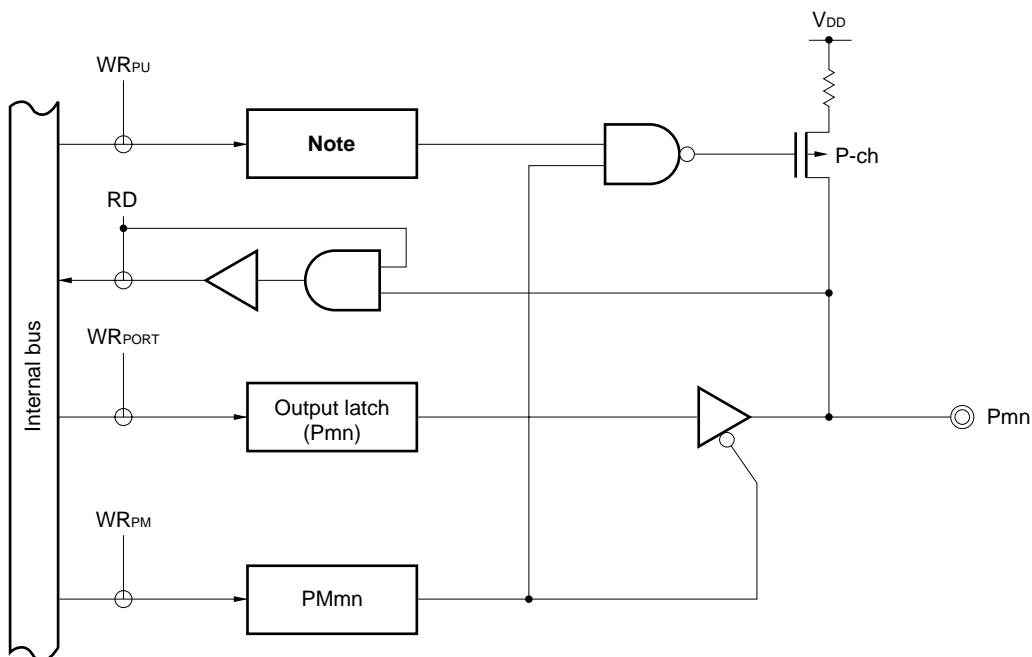 VDD
WRPU
Note
P-ch
RD
Internal bus
WRPORT
Output latch
(Pmn)
Pmn
WRPM
PMmn